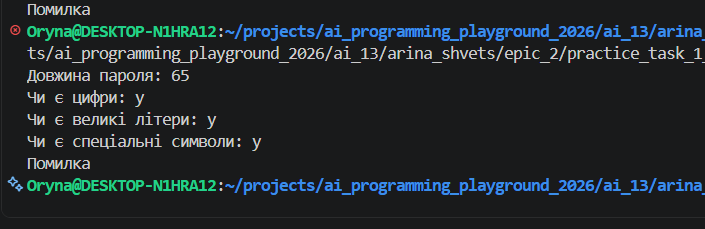 Помилка
Oryna@DESKTOP-N1HRA12:~/projects/ai_programming_playground_2026/ai_13/arina_
ts/ai_programming_playground_2026/ai_13/arina_shvets/epic_2/practice_task_1_
Довжина пароля: 65
Чи є цифри: y
Чи є великі літери: y
Чи є спеціальні символи: y
Помилка
Oryna@DESKTOP-N1HRA12:~/projects/ai_programming_playground_2026/ai_13/arina_